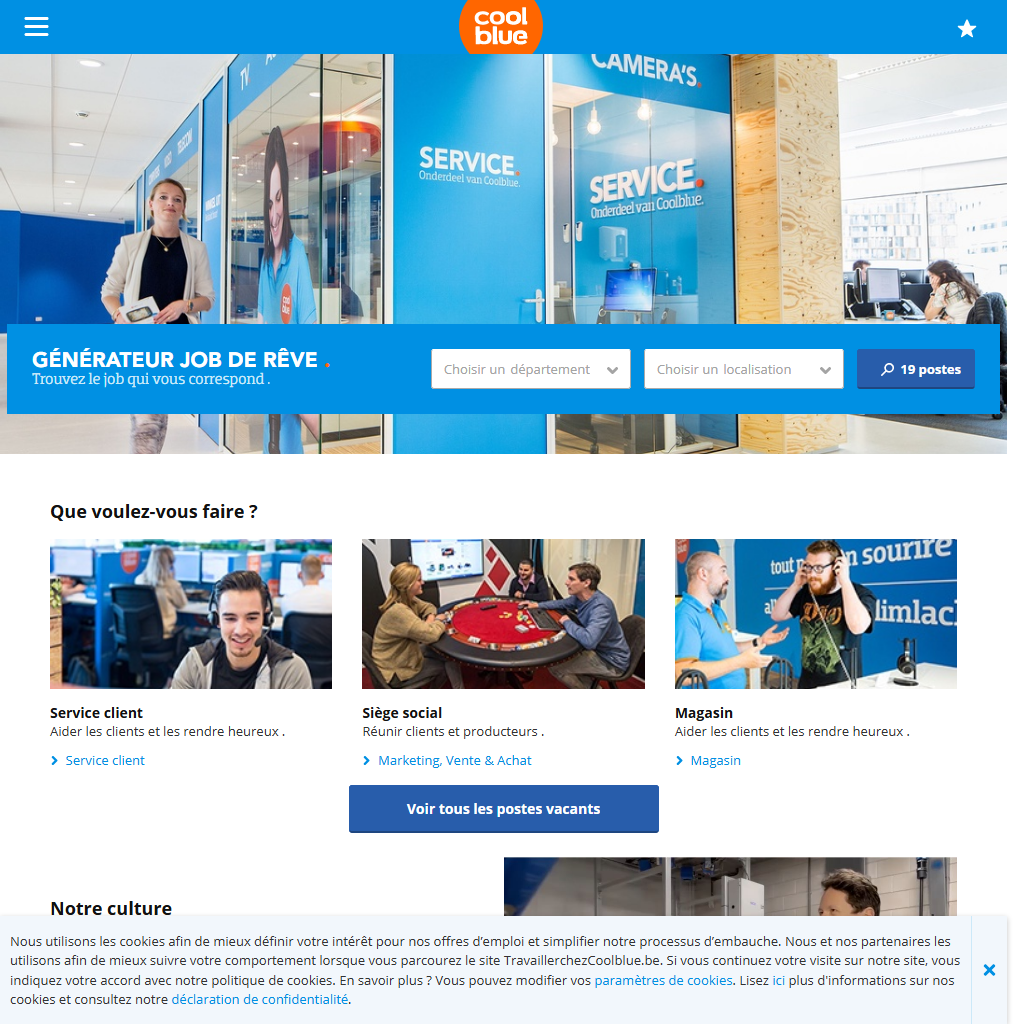 cool
blue
TV
CAMERA'S.
SERVICE.
Onderdeel van Coolblue.
SERVICE.
Onderdeel van Coolblue.
cool
blue
GÉNÉRATEUR JOB DE RÊVE .
Trouvez le job qui vous correspond .
Choisir un département
Choisir un localisation
19 postes
Que voulez-vous faire ?
tout
n sourire
Service client
Aider les clients et les rendre heureux .
Service client
Siège social
Réunir clients et producteurs .
Marketing, Vente & Achat
Magasin
Aider les clients et les rendre heureux .
Magasin
Voir tous les postes vacants
Notre culture
Nous utilisons les cookies afin de mieux définir votre intérêt pour nos offres d’emploi et simplifier notre processus d’embauche. Nous et nos partenaires les
utilisons afin de mieux suivre votre comportement lorsque vous parcourez le site TravaillerchezCoolblue.be. Si vous continuez votre visite sur notre site, vous
indiquez votre accord avec notre politique de cookies. En savoir plus ? Vous pouvez modifier vos paramètres de cookies. Lisez ici plus d'informations sur nos
cookies et consultez notre déclaration de confidentialité.